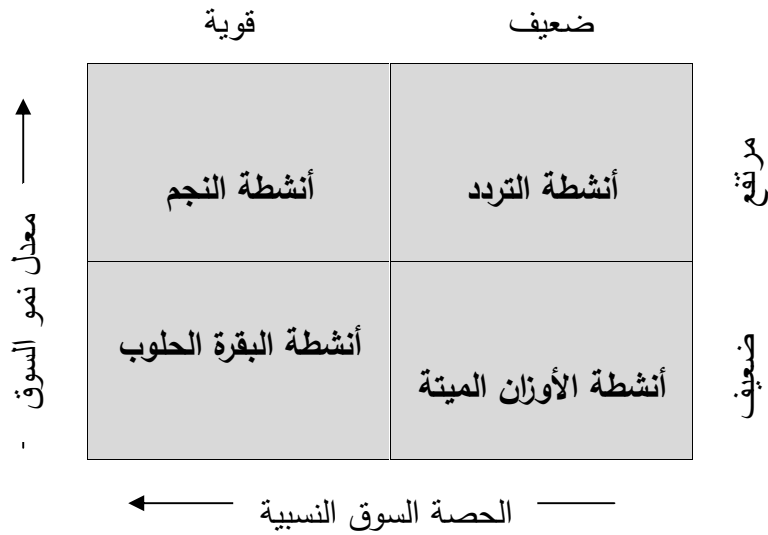 ضعيف
قوية
مرتفع
أنشطة التردد
أنشطة النجم
معدل نمو السوق -
ضعيف
أنشطة الأوزان الميتة
أنشطة البقرة الحلوب
الحصة السوق النسبية